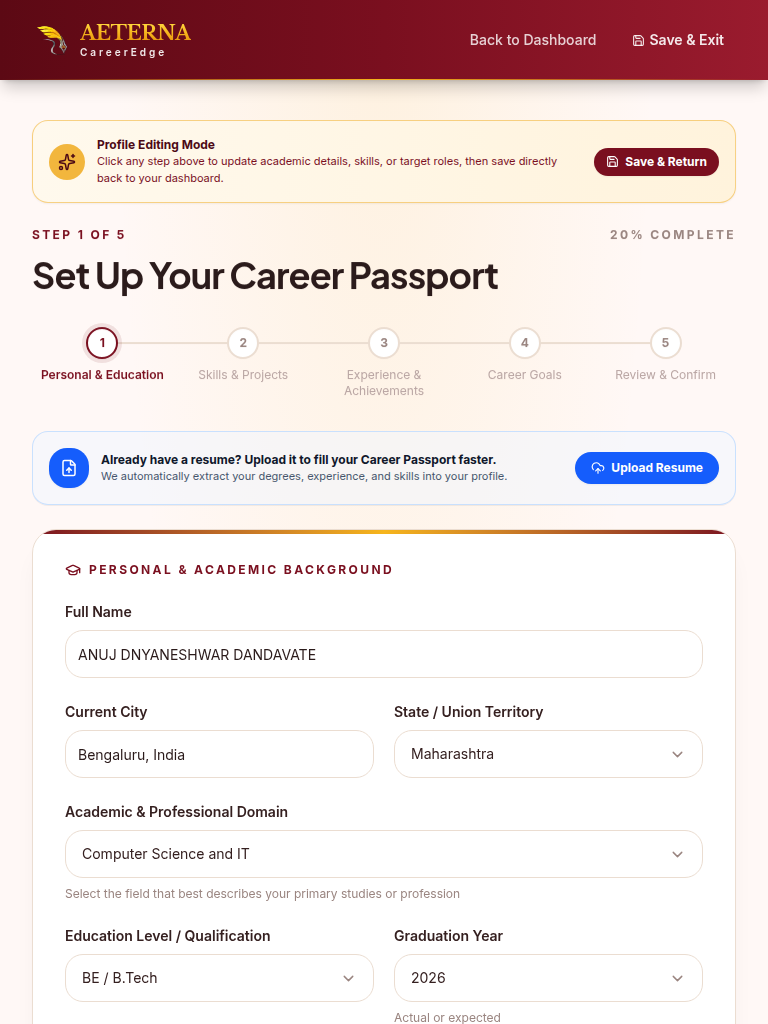 AETERNA
CareerEdge
Back to Dashboard
Save & Exit
Profile Editing Mode
Click any step above to update academic details, skills, or target roles, then save directly
back to your dashboard.
Save & Return
STEP 1 OF 5
20% COMPLETE
Set Up Your Career Passport
1
2
3
4
5
Personal & Education
Skills & Projects
Experience &
Achievements
Career Goals
Review & Confirm
Already have a resume? Upload it to fill your Career Passport faster.
We automatically extract your degrees, experience, and skills into your profile.
Upload Resume
PERSONAL & ACADEMIC BACKGROUND
Full Name
ANUJ DNYANESHWAR DANDAVATE
Current City
State / Union Territory
Bengaluru, India
Maharashtra
Academic & Professional Domain
Computer Science and IT
Select the field that best describes your primary studies or profession
Education Level / Qualification
Graduation Year
BE / B.Tech
2026
Actual or expected